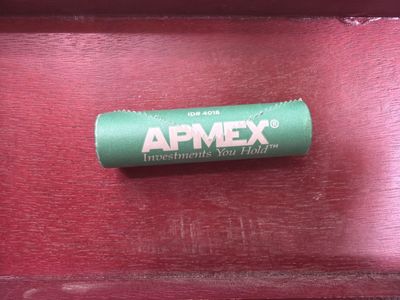 ID# 4018
APMEX®
Investments You Hold™